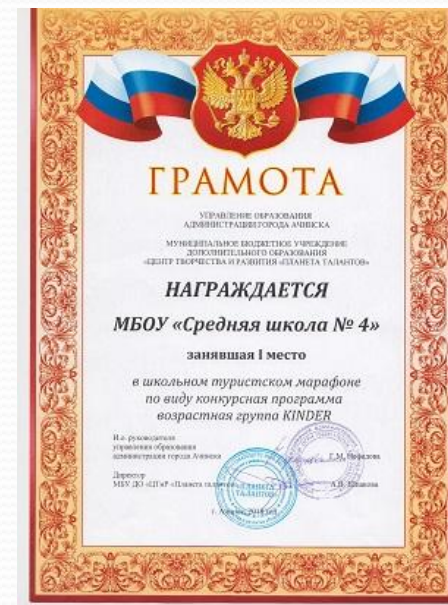 ГРАМОТА
УПРАВЛЕНИЕ ОБРАЗОВАНИЯ
АДМИНИСТРАЦИИ ГОРОДА АЧИНСКА
МУНИЦИПАЛЬНОЕ БЮДЖЕТНОЕ УЧРЕЖДЕНИЕ
ДОПОЛНИТЕЛЬНОГО ОБРАЗОВАНИЯ
«ЦЕНТР ТВОРЧЕСТВА И РАЗВИТИЯ «ПЛАНЕТА ТАЛАНТОВ»
НАГРАЖДАЕТСЯ
МБОУ «Средняя школа № 4»
занявшая I место
в школьном туристском марафоне
по виду конкурсная программа
возрастная группа KINDER
И.о. руководителя
управления образования
администрации города Ачинска
Г.М.
Директор
МБУ ДО «ЦТиР «Планета талантов»
А.В.
ПЛАНЕТА
ТАЛАНТОВ
г. Ачинск,